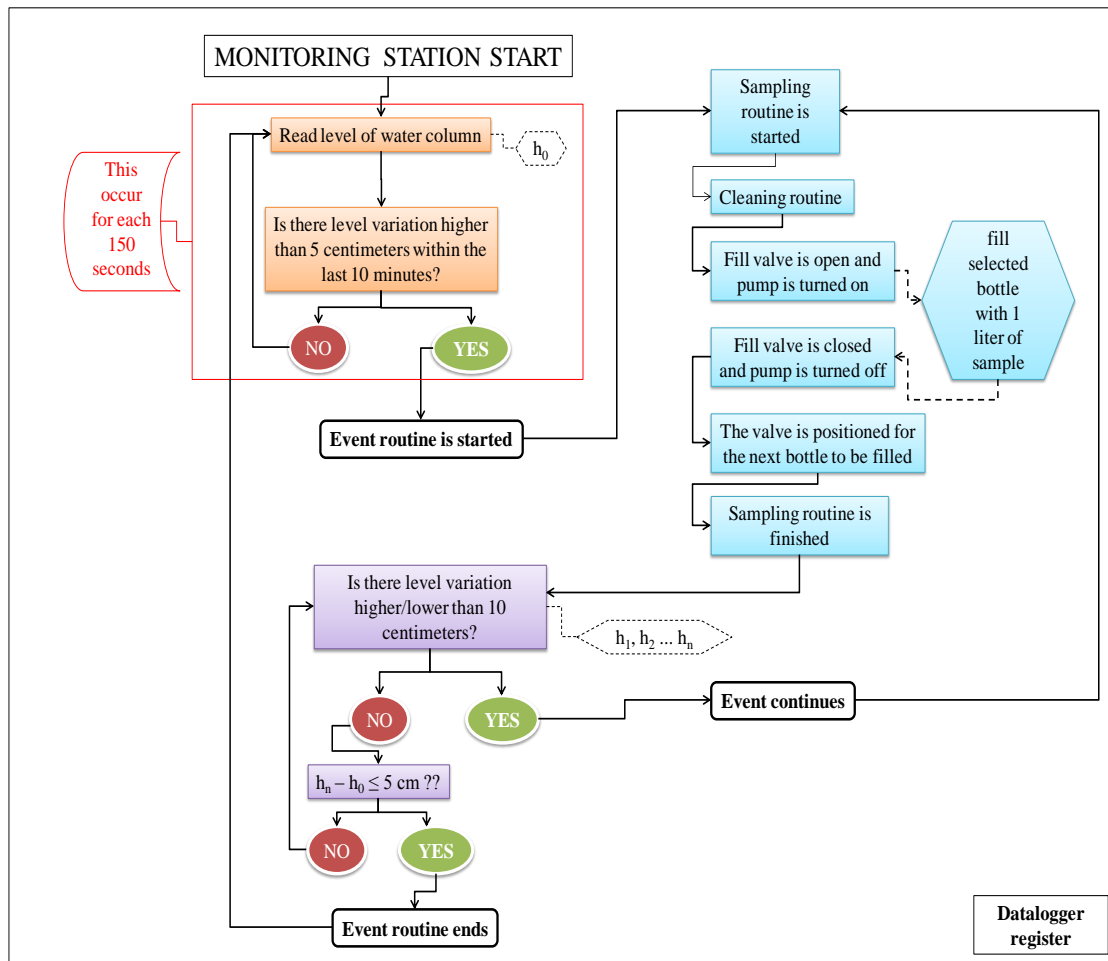 MONITORING STATION START
Read level of water column
h₀
This
occur
for each
150
seconds
Is there level variation higher
than 5 centimeters within the
last 10 minutes?
NO
YES
Event routine is started
Sampling
routine is
started
Cleaning routine
Fill valve is open and
pump is turned on
fill
selected
bottle
with 1
liter of
sample
Fill valve is closed
and pump is turned off
The valve is positioned for
the next bottle to be filled
Sampling routine is
finished
Is there level variation
higher/lower than 10
centimeters?
h₁, h₂ ... hₙ
NO
YES
Event continues
hₙ – h₀ ≤ 5 cm ??
NO
YES
Event routine ends
Datalogger
register